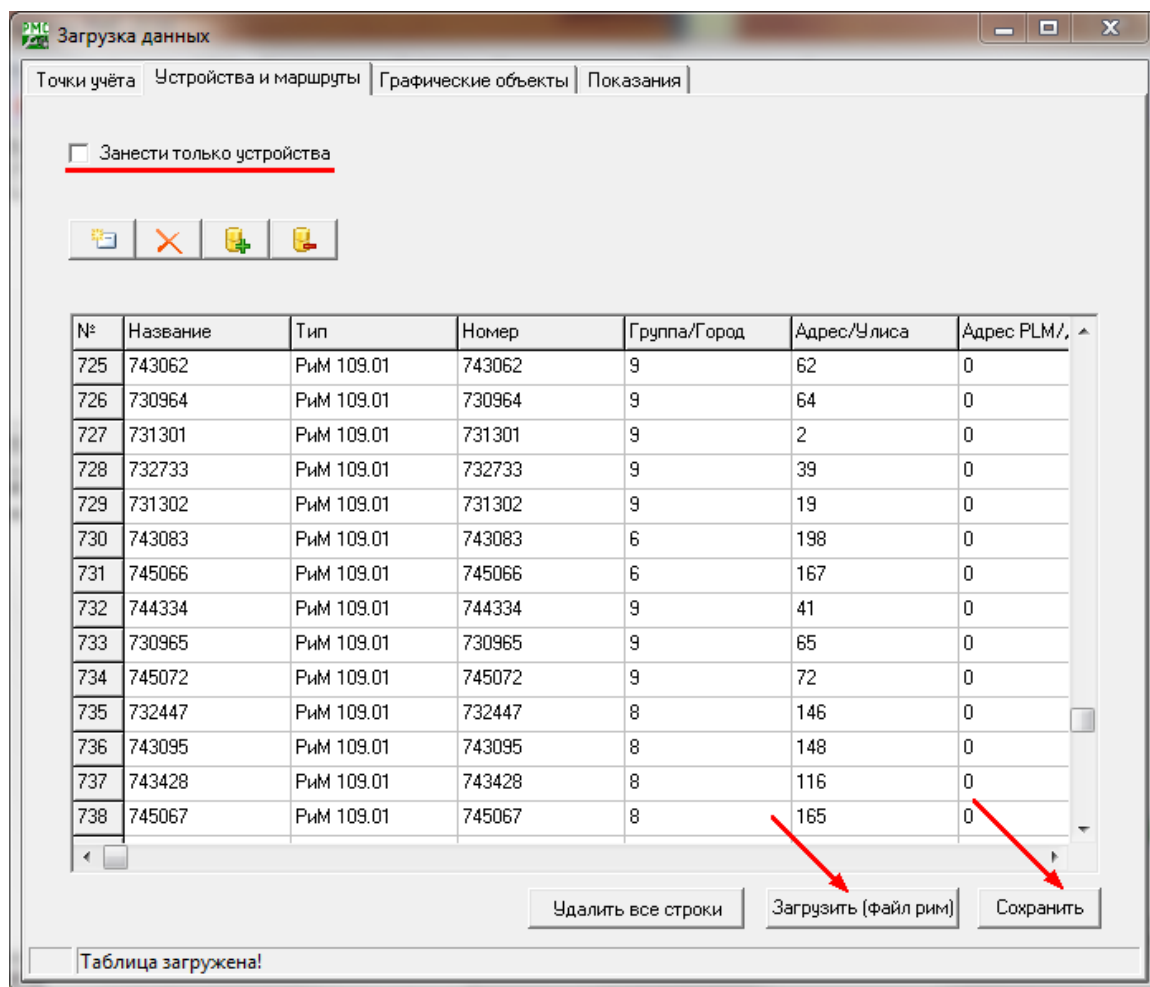 РМС
Загрузка данных
Точки учёта Устройства и маршруты Графические объекты Показания
Занести только устройства
№ Название Тип Номер Группа/Город Адрес/Улиса Адрес PLM/
725 743062 РиМ 109.01 743062 9 62 0
726 730964 РиМ 109.01 730964 9 64 0
727 731301 РиМ 109.01 731301 9 2 0
728 732733 РиМ 109.01 732733 9 39 0
729 731302 РиМ 109.01 731302 9 19 0
730 743083 РиМ 109.01 743083 6 198 0
731 745066 РиМ 109.01 745066 6 167 0
732 744334 РиМ 109.01 744334 9 41 0
733 730965 РиМ 109.01 730965 9 65 0
734 745072 РиМ 109.01 745072 9 72 0
735 732447 РиМ 109.01 732447 8 146 0
736 743095 РиМ 109.01 743095 8 148 0
737 743428 РиМ 109.01 743428 8 116 0
738 745067 РиМ 109.01 745067 8 165 0
Удалить все строки Загрузить (файл рим) Сохранить
Таблица загружена!